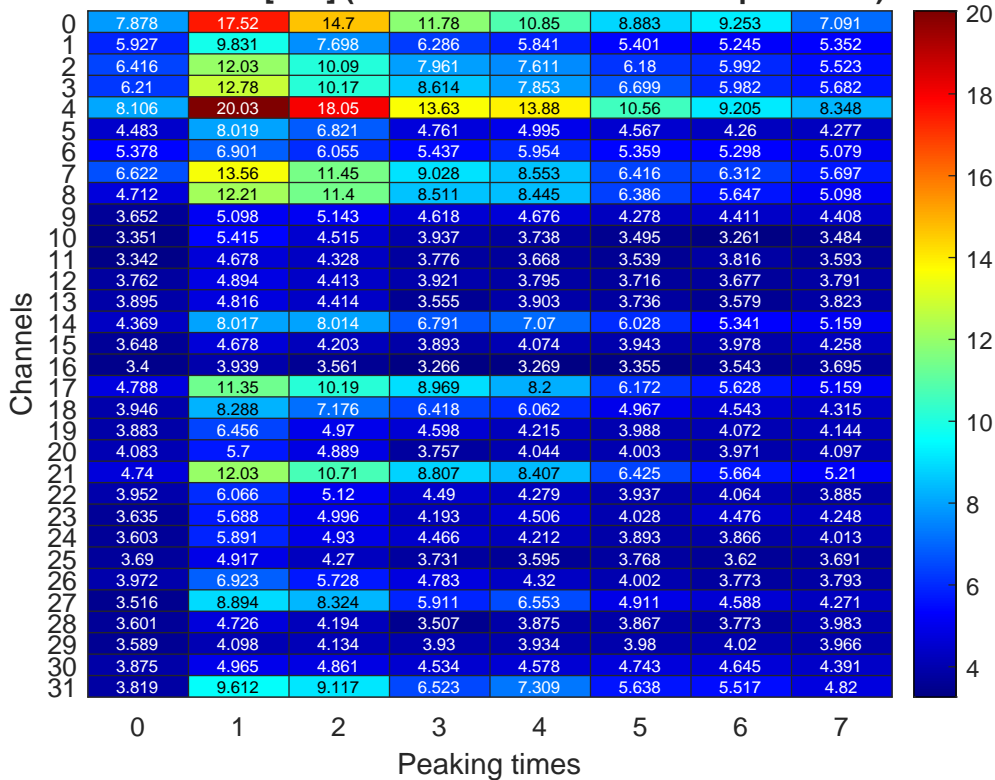 0 7.878 17.52 14.7 11.78 10.85 8.883 9.253 7.091 20
1 5.927 9.831 7.698 6.286 5.841 5.401 5.245 5.352
2 6.416 12.03 10.09 7.961 7.611 6.18 5.992 5.523
3 6.21 12.78 10.17 8.614 7.853 6.699 5.982 5.682
4 8.106 20.03 18.05 13.63 13.88 10.56 9.205 8.348 18
5 4.483 8.019 6.821 4.761 4.995 4.567 4.26 4.277
6 5.378 6.901 6.055 5.437 5.954 5.359 5.298 5.079
7 6.622 13.56 11.45 9.028 8.553 6.416 6.312 5.697 16
8 4.712 12.21 11.4 8.511 8.445 6.386 5.647 5.098
9 3.652 5.098 5.143 4.618 4.676 4.278 4.411 4.408
10 3.351 5.415 4.515 3.937 3.738 3.495 3.261 3.484
11 3.342 4.678 4.328 3.776 3.668 3.539 3.816 3.593 14
12 3.762 4.894 4.413 3.921 3.795 3.716 3.677 3.791
13 3.895 4.816 4.414 3.555 3.903 3.736 3.579 3.823
14 4.369 8.017 8.014 6.791 7.07 6.028 5.341 5.159
15 3.648 4.678 4.203 3.893 4.074 3.943 3.978 4.258 12
16 3.4 3.939 3.561 3.266 3.269 3.355 3.543 3.695
17 4.788 11.35 10.19 8.969 8.2 6.172 5.628 5.159
18 3.946 8.288 7.176 6.418 6.062 4.967 4.543 4.315
19 3.883 6.456 4.97 4.598 4.215 3.988 4.072 4.144 10
20 4.083 5.7 4.889 3.757 4.044 4.003 3.971 4.097
21 4.74 12.03 10.71 8.807 8.407 6.425 5.664 5.21
22 3.952 6.066 5.12 4.49 4.279 3.937 4.064 3.885
23 3.635 5.688 4.996 4.193 4.506 4.028 4.476 4.248 8
24 3.603 5.891 4.93 4.466 4.212 3.893 3.866 4.013
25 3.69 4.917 4.27 3.731 3.595 3.768 3.62 3.691
26 3.972 6.923 5.728 4.783 4.32 4.002 3.773 3.793 6
27 3.516 8.894 8.324 5.911 6.553 4.911 4.588 4.271
28 3.601 4.726 4.194 3.507 3.875 3.867 3.773 3.983
29 3.589 4.098 4.134 3.93 3.934 3.98 4.02 3.966
30 3.875 4.965 4.861 4.534 4.578 4.743 4.645 4.391 4
31 3.819 9.612 9.117 6.523 7.309 5.638 5.517 4.82
0 1 2 3 4 5 6 7
Peaking times
Channels